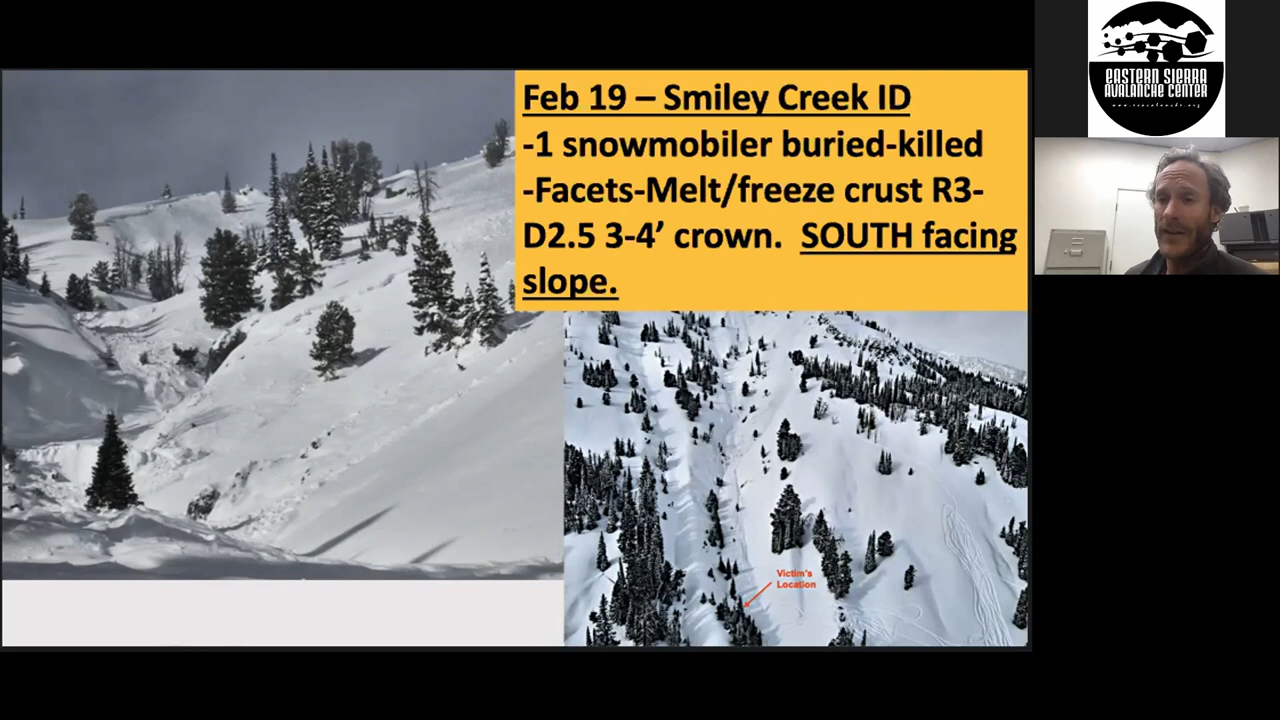 Feb 19 – Smiley Creek ID
-1 snowmobiler buried-killed
-Facets-Melt/freeze crust R3-
D2.5 3-4’ crown.  SOUTH facing
slope.
Victim's
Location
EASTERN SIERRA
AVALANCHE CENTER